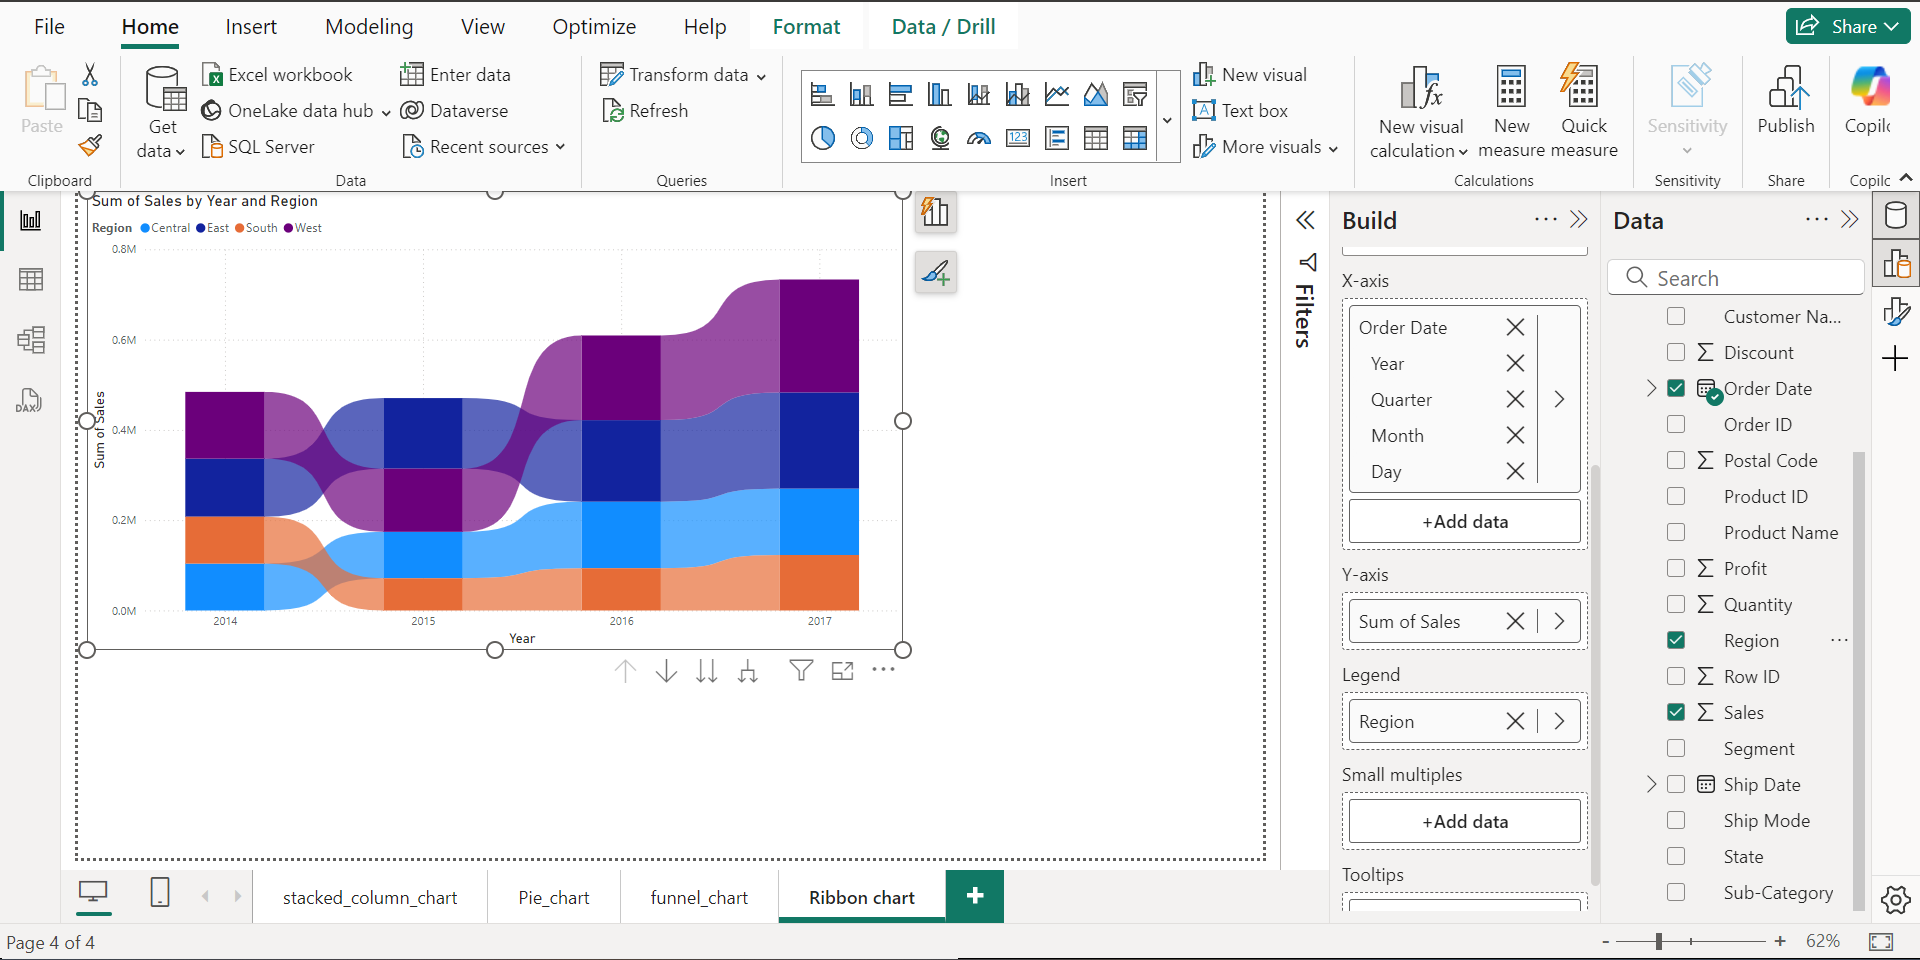 File Home Insert Modeling View Optimize Help Format Data / Drill Share
Paste
Get data
Excel workbook
OneLake data hub
SQL Server
Enter data
Dataverse
Recent sources
Transform data
Refresh
123
New visual
Text box
More visuals
New visual calculation
New measure
Quick measure
Sensitivity
Publish
Copilc
Clipboard Data Queries Insert Calculations Sensitivity Share Copilc
DAX
Sum of Sales by Year and Region
Region Central East South West
0.8M
0.6M
0.4M
0.2M
0.0M
Sum of Sales
2014 2015 2016 2017
Year
Filters
Build
X-axis
Order Date
Year
Quarter
Month
Day
+Add data
Y-axis
Sum of Sales
Legend
Region
Small multiples
+Add data
Tooltips
Data
Search
Customer Na...
Discount
Order Date
Order ID
Postal Code
Product ID
Product Name
Profit
Quantity
Region
Row ID
Sales
Segment
Ship Date
Ship Mode
State
Sub-Category
stacked_column_chart Pie_chart funnel_chart Ribbon chart
Page 4 of 4
- + 62%